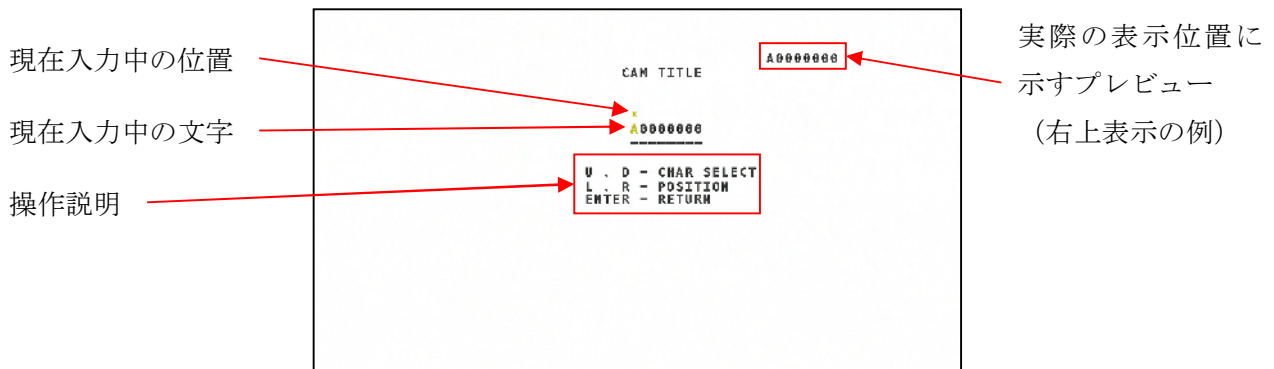 現在入力中の位置
現在入力中の文字
操作説明
CAM TITLE
A0000000
×
A0000000
U . D – CHAR SELECT
L . R – POSITION
ENTER – RETURN
実際の表示位置に
示すプレビュー
（右上表示の例）